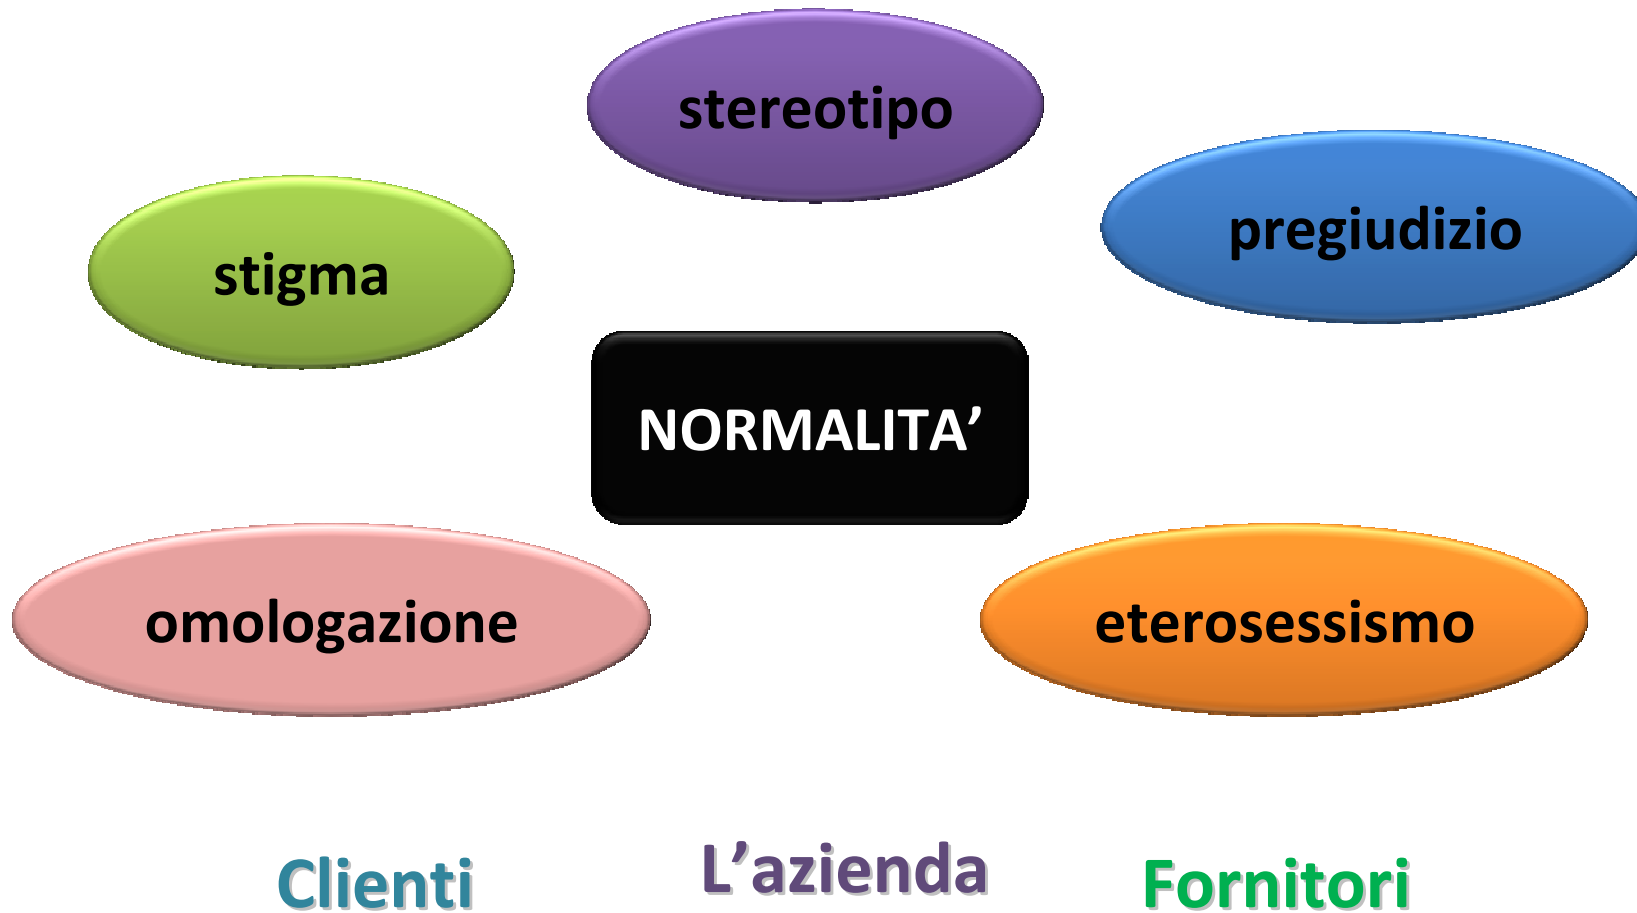 stereotipo
pregiudizio
stigma
NORMALITA’
omologazione
eterosessismo
Clienti
L’azienda
Fornitori